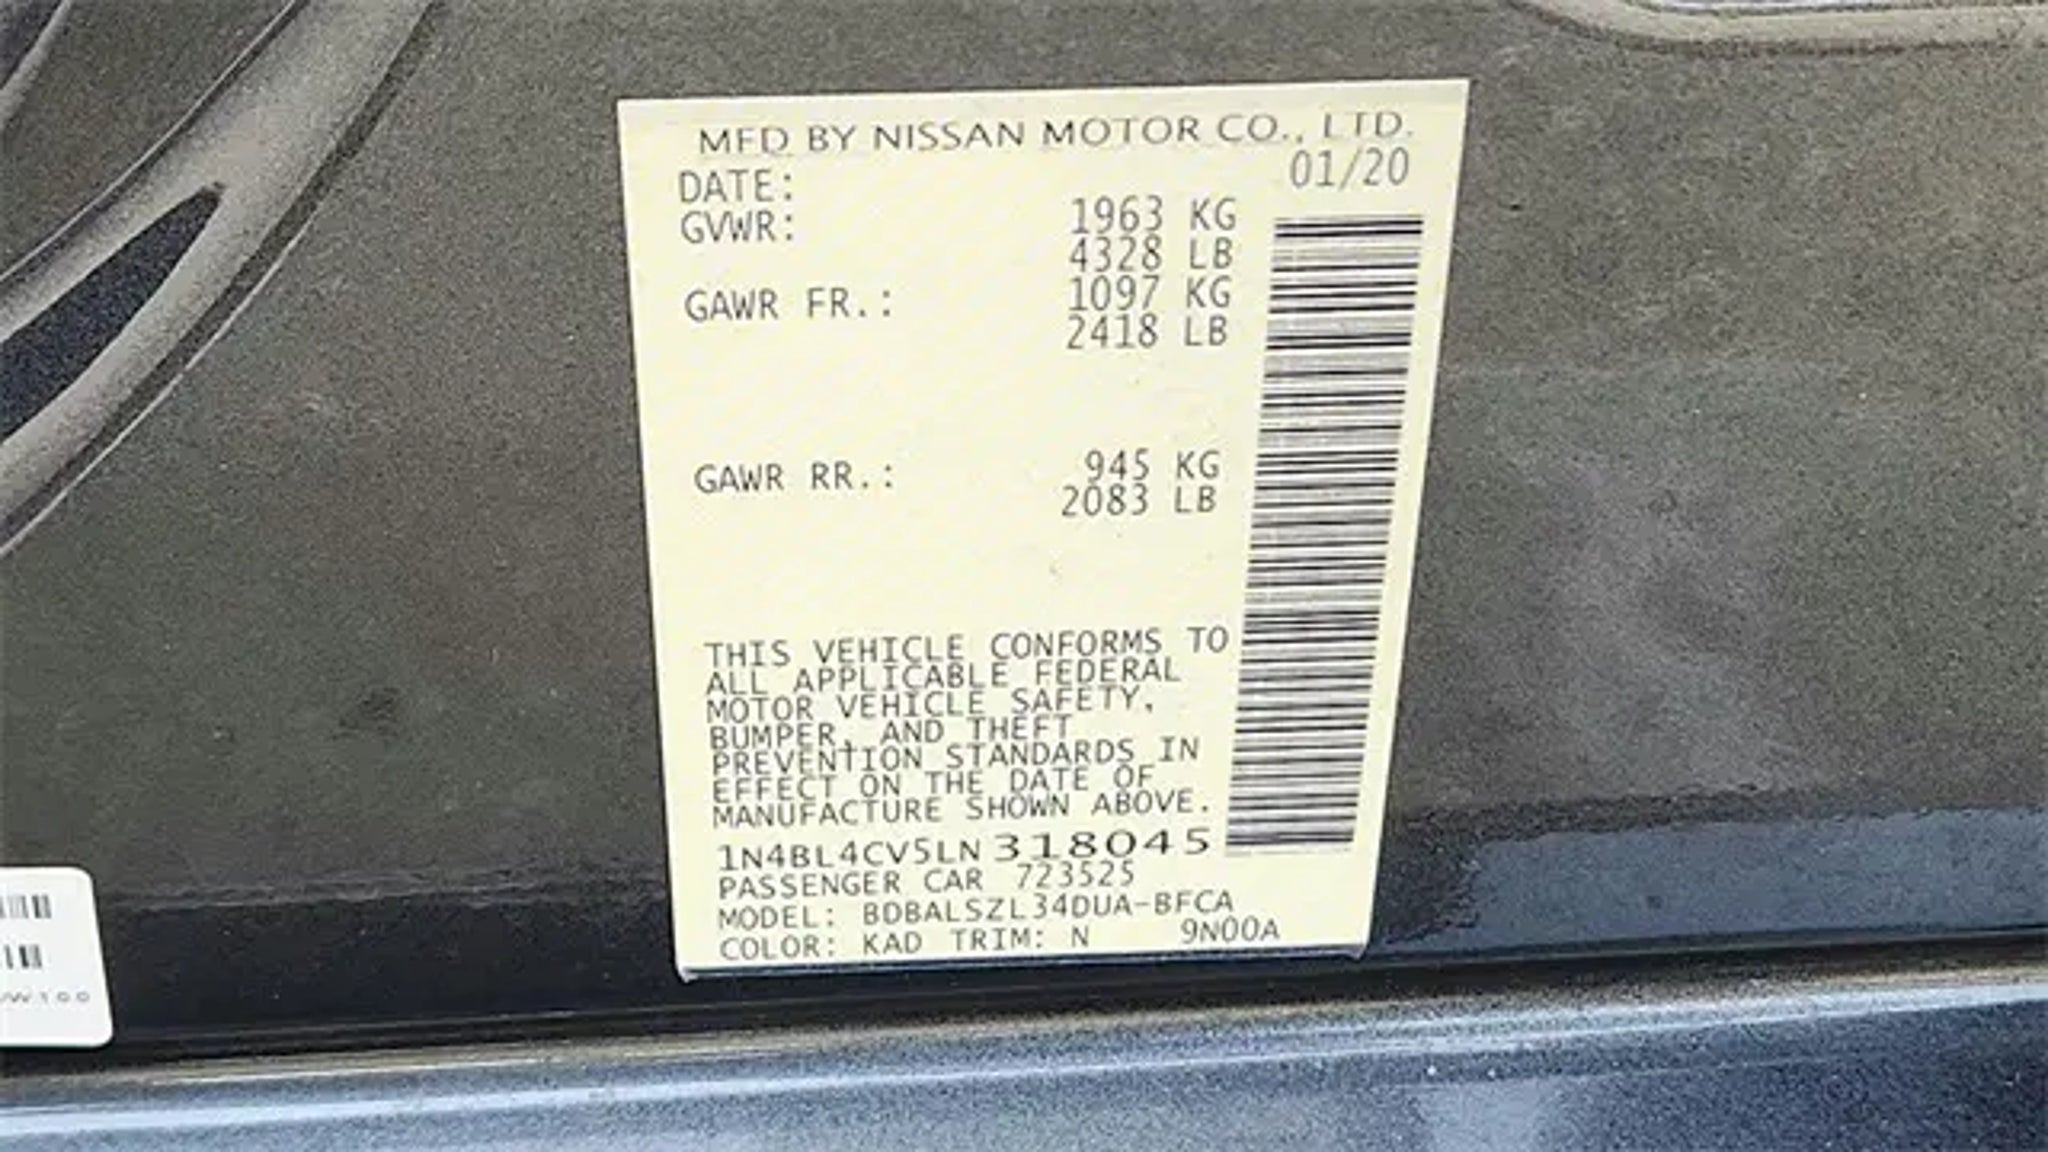 MFD BY NISSAN MOTOR CO., LTD.
DATE: 01/20
GVWR: 1963 KG
4328 LB
GAWR FR.: 1097 KG
2418 LB
GAWR RR.: 945 KG
2083 LB
THIS VEHICLE CONFORMS TO
ALL APPLICABLE FEDERAL
MOTOR VEHICLE SAFETY,
BUMPER, AND THEFT
PREVENTION STANDARDS IN
EFFECT ON THE DATE OF
MANUFACTURE SHOWN ABOVE.
1N4BL4CV5LN318045
PASSENGER CAR 723525
MODEL: BDBALSZL34DUA-BFCA
COLOR: KAD TRIM: N 9N00A